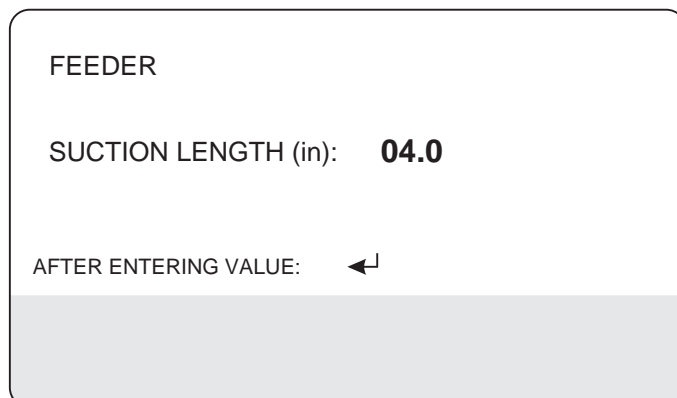 FEEDER
SUCTION LENGTH (in): 04.0
AFTER ENTERING VALUE: ↵